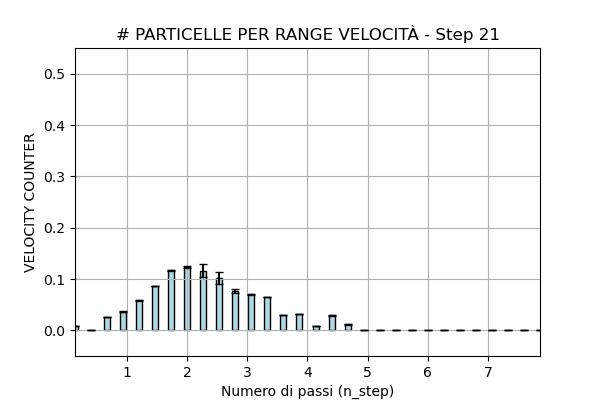 # PARTICELLE PER RANGE VELOCITÀ - Step 21
VELOCITY COUNTER
0.5
0.4
0.3
0.2
0.1
0.0
1 2 3 4 5 6 7
Numero di passi (n_step)